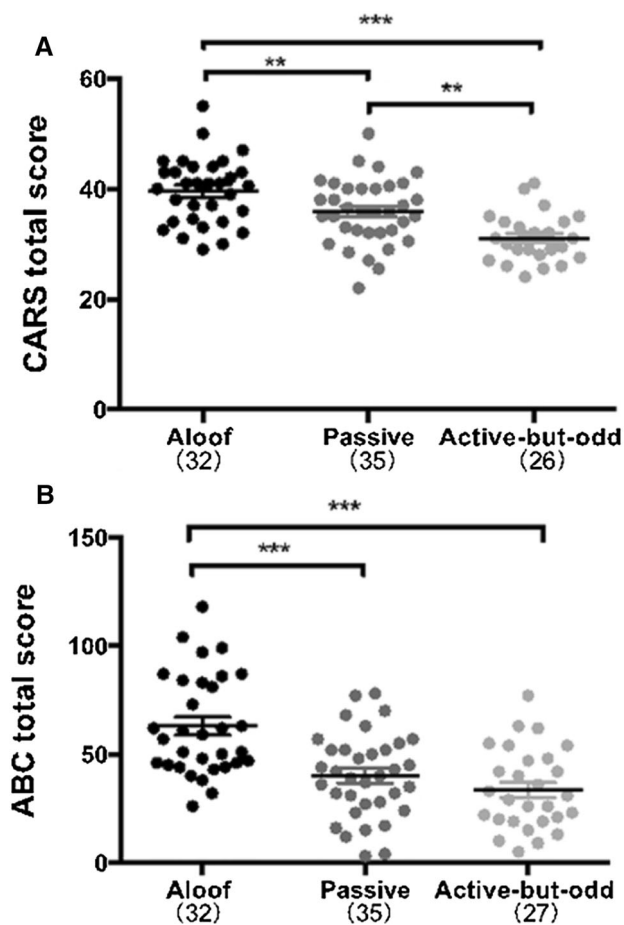 A
***
**
**
60
40
20
0
CARS total score
Aloof Passive Active-but-odd
(32) (35) (26)
B
***
***
150
100
50
0
ABC total score
Aloof Passive Active-but-odd
(32) (35) (27)